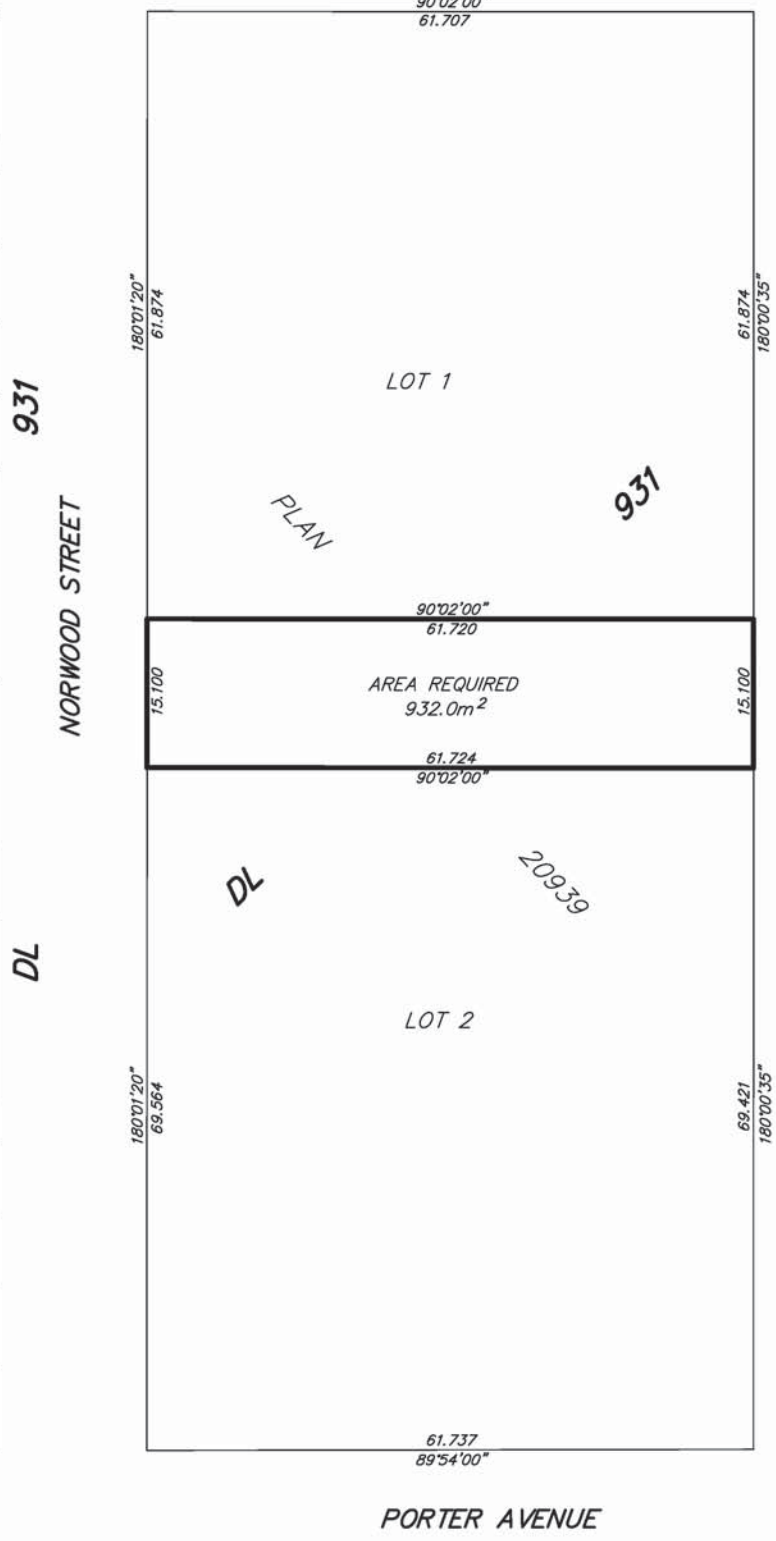 90°02'00"
61.707
180°01'20"
61.874
61.874
180°00'35"
LOT 1
931
NORWOOD STREET
PLAN
931
90°02'00"
61.720
15.100
AREA REQUIRED
932.0m²
15.100
61.724
90°02'00"
DL
20939
DL
LOT 2
180°01'20"
69.564
69.421
180°00'35"
61.737
89°54'00"
PORTER AVENUE